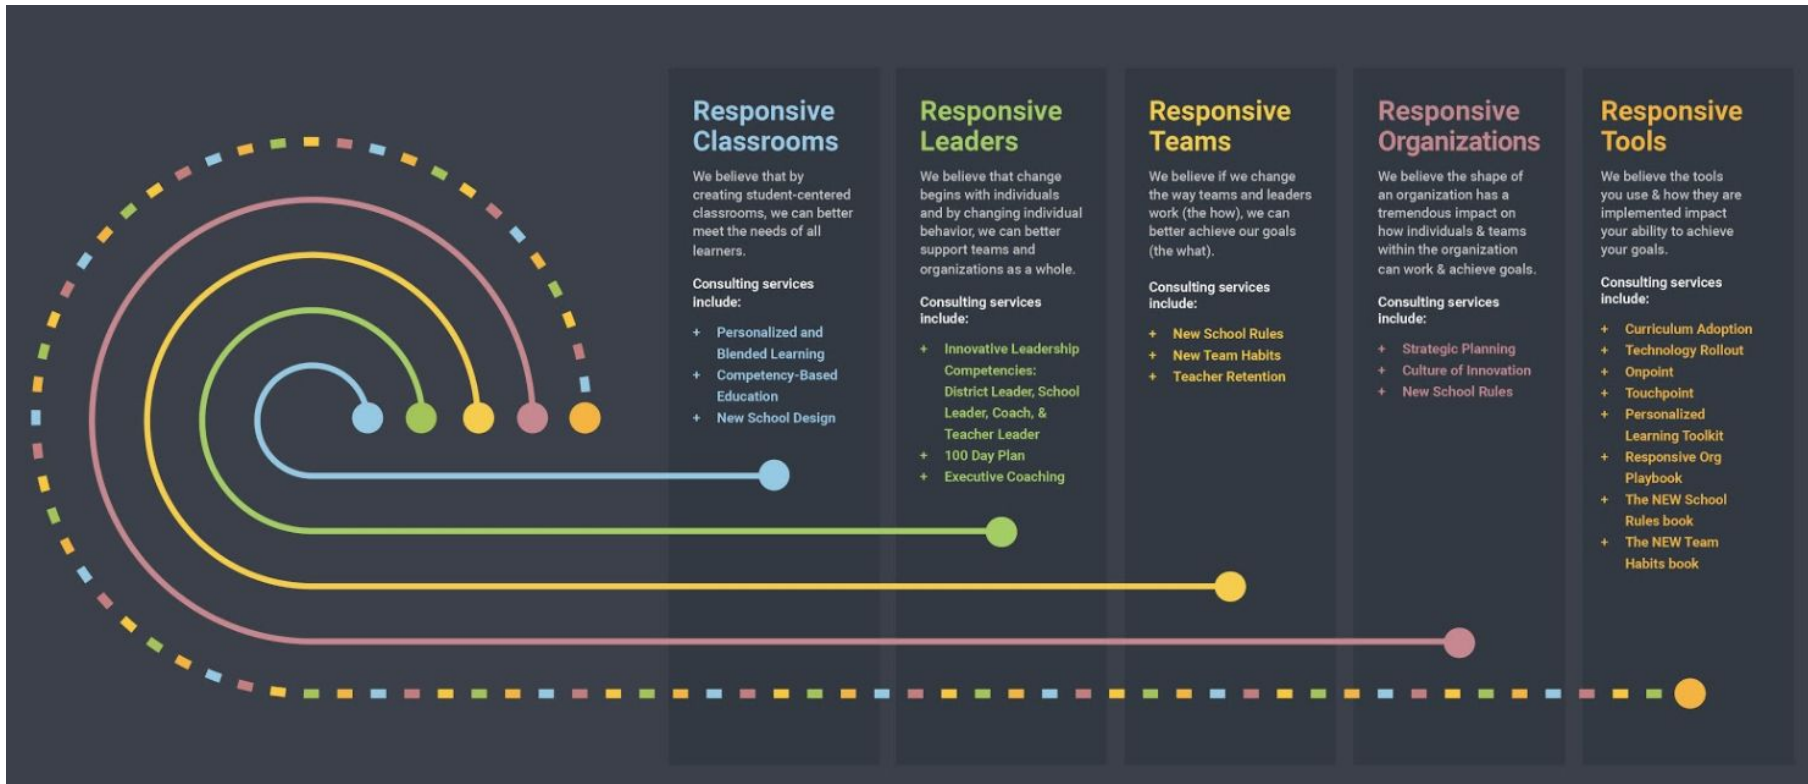 Responsive
Classrooms
We believe that by
creating student-centered
classrooms, we can better
meet the needs of all
learners.
Consulting services
include:
+ Personalized and
Blended Learning
+ Competency-Based
Education
+ New School Design
Responsive
Leaders
We believe that change
begins with individuals
and by changing individual
behavior, we can better
support teams and
organizations as a whole.
Consulting services
include:
+ Innovative Leadership
Competencies:
District Leader, School
Leader, Coach, &
Teacher Leader
+ 100 Day Plan
+ Executive Coaching
Responsive
Teams
We believe if we change
the way teams and leaders
work (the how), we can
better achieve our goals
(the what).
Consulting services
include:
+ New School Rules
+ New Team Habits
+ Teacher Retention
Responsive
Organizations
We believe the shape of
an organization has a
tremendous impact on
how individuals & teams
within the organization
can work & achieve goals.
Consulting services
include:
+ Strategic Planning
+ Culture of Innovation
+ New School Rules
Responsive
Tools
We believe the tools
you use & how they are
implemented impact
your ability to achieve
your goals.
Consulting services
include:
+ Curriculum Adoption
+ Technology Rollout
+ Onpoint
+ Touchpoint
+ Personalized
Learning Toolkit
+ Responsive Org
Playbook
+ The NEW School
Rules book
+ The NEW Team
Habits book